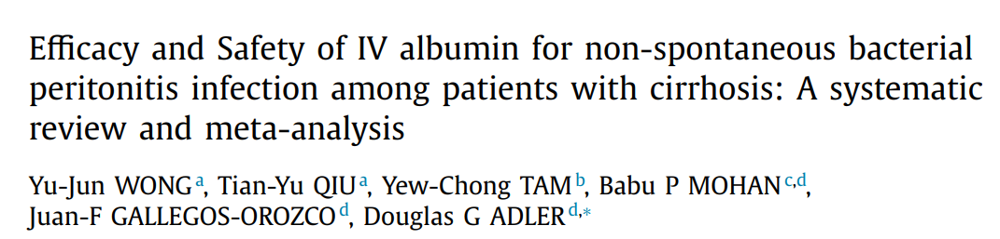 Efficacy and Safety of IV albumin for non-spontaneous bacterial
peritonitis infection among patients with cirrhosis: A systematic
review and meta-analysis
Yu-Jun WONG a, Tian-Yu QIU a, Yew-Chong TAM b, Babu P MOHAN c,d,
Juan-F GALLEGOS-OROZCO d, Douglas G ADLER d,*